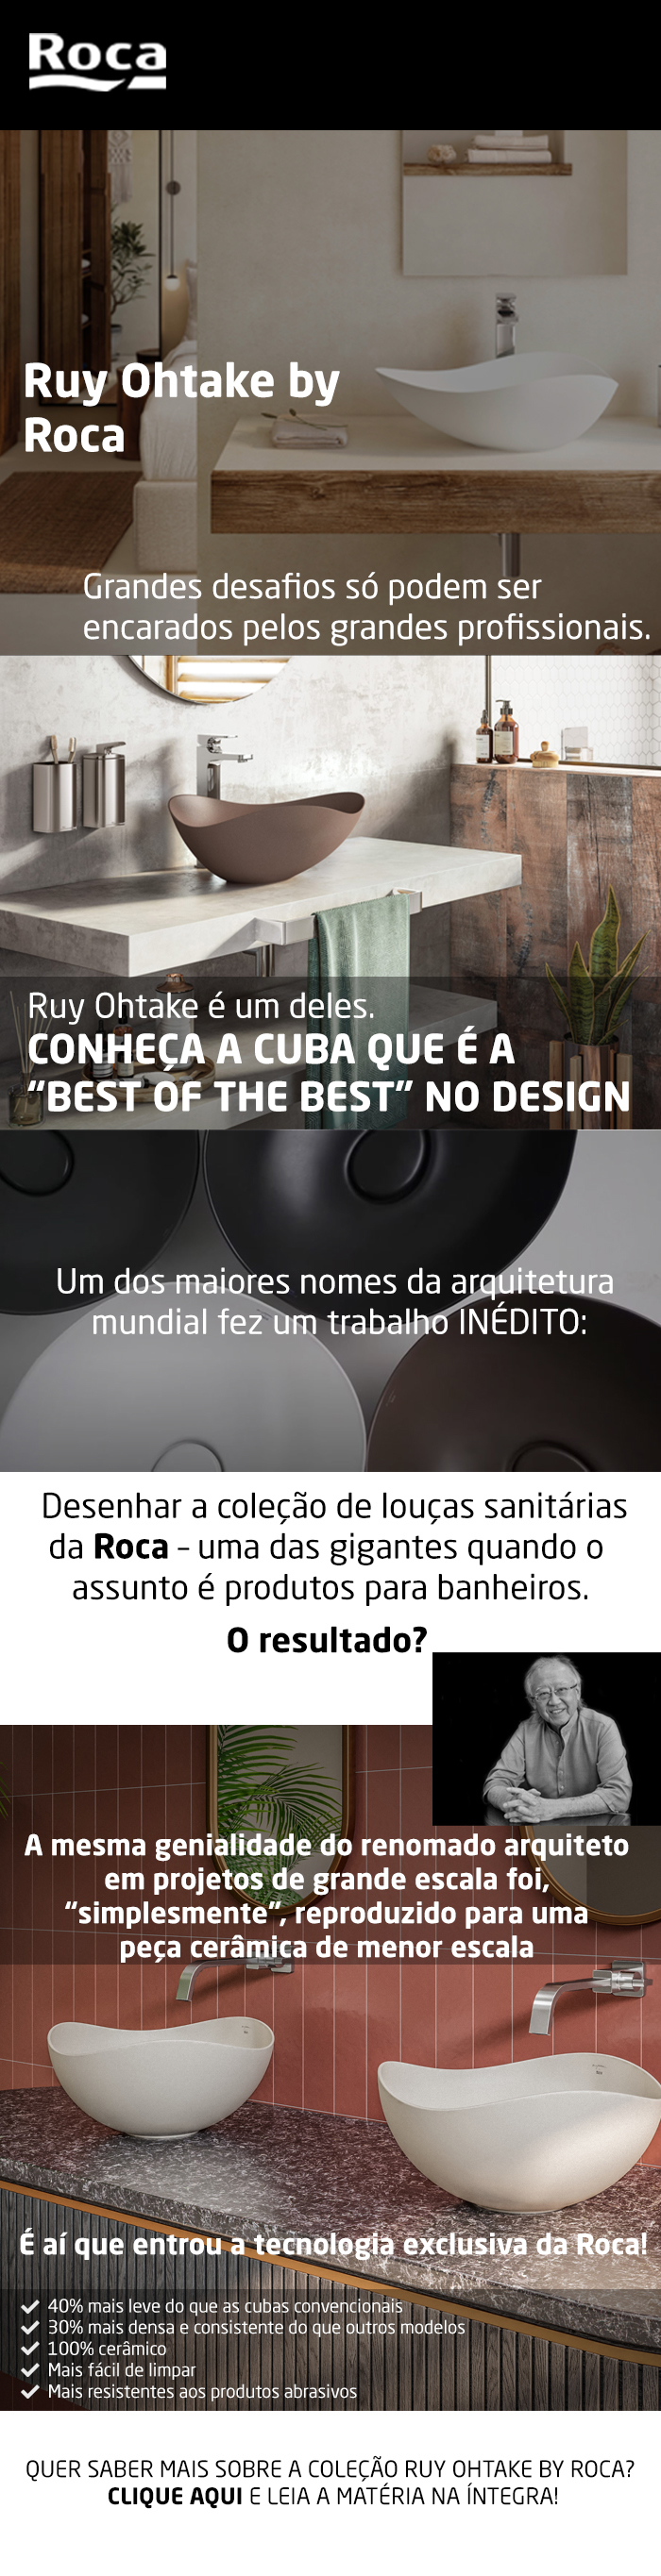 Roca
Ruy Ohtake by
Roca
Grandes desafios só podem ser
encarados pelos grandes profissionais.
Ruy Ohtake é um deles.
CONHEÇA A CUBA QUE É A
“BEST OF THE BEST” NO DESIGN
Um dos maiores nomes da arquitetura
mundial fez um trabalho INÉDITO:
Desenhar a coleção de louças sanitárias
da Roca – uma das gigantes quando o
assunto é produtos para banheiros.
O resultado?
A mesma genialidade do renomado arquiteto
em projetos de grande escala foi,
“simplesmente”, reproduzido para uma
peça cerâmica de menor escala
É aí que entrou a tecnologia exclusiva da Roca!
40% mais leve do que as cubas convencionais
30% mais densa e consistente do que outros modelos
100% cerâmico
Mais fácil de limpar
Mais resistentes aos produtos abrasivos
QUER SABER MAIS SOBRE A COLEÇÃO RUY OHTAKE BY ROCA?
CLIQUE AQUI E LEIA A MATÉRIA NA ÍNTEGRA!